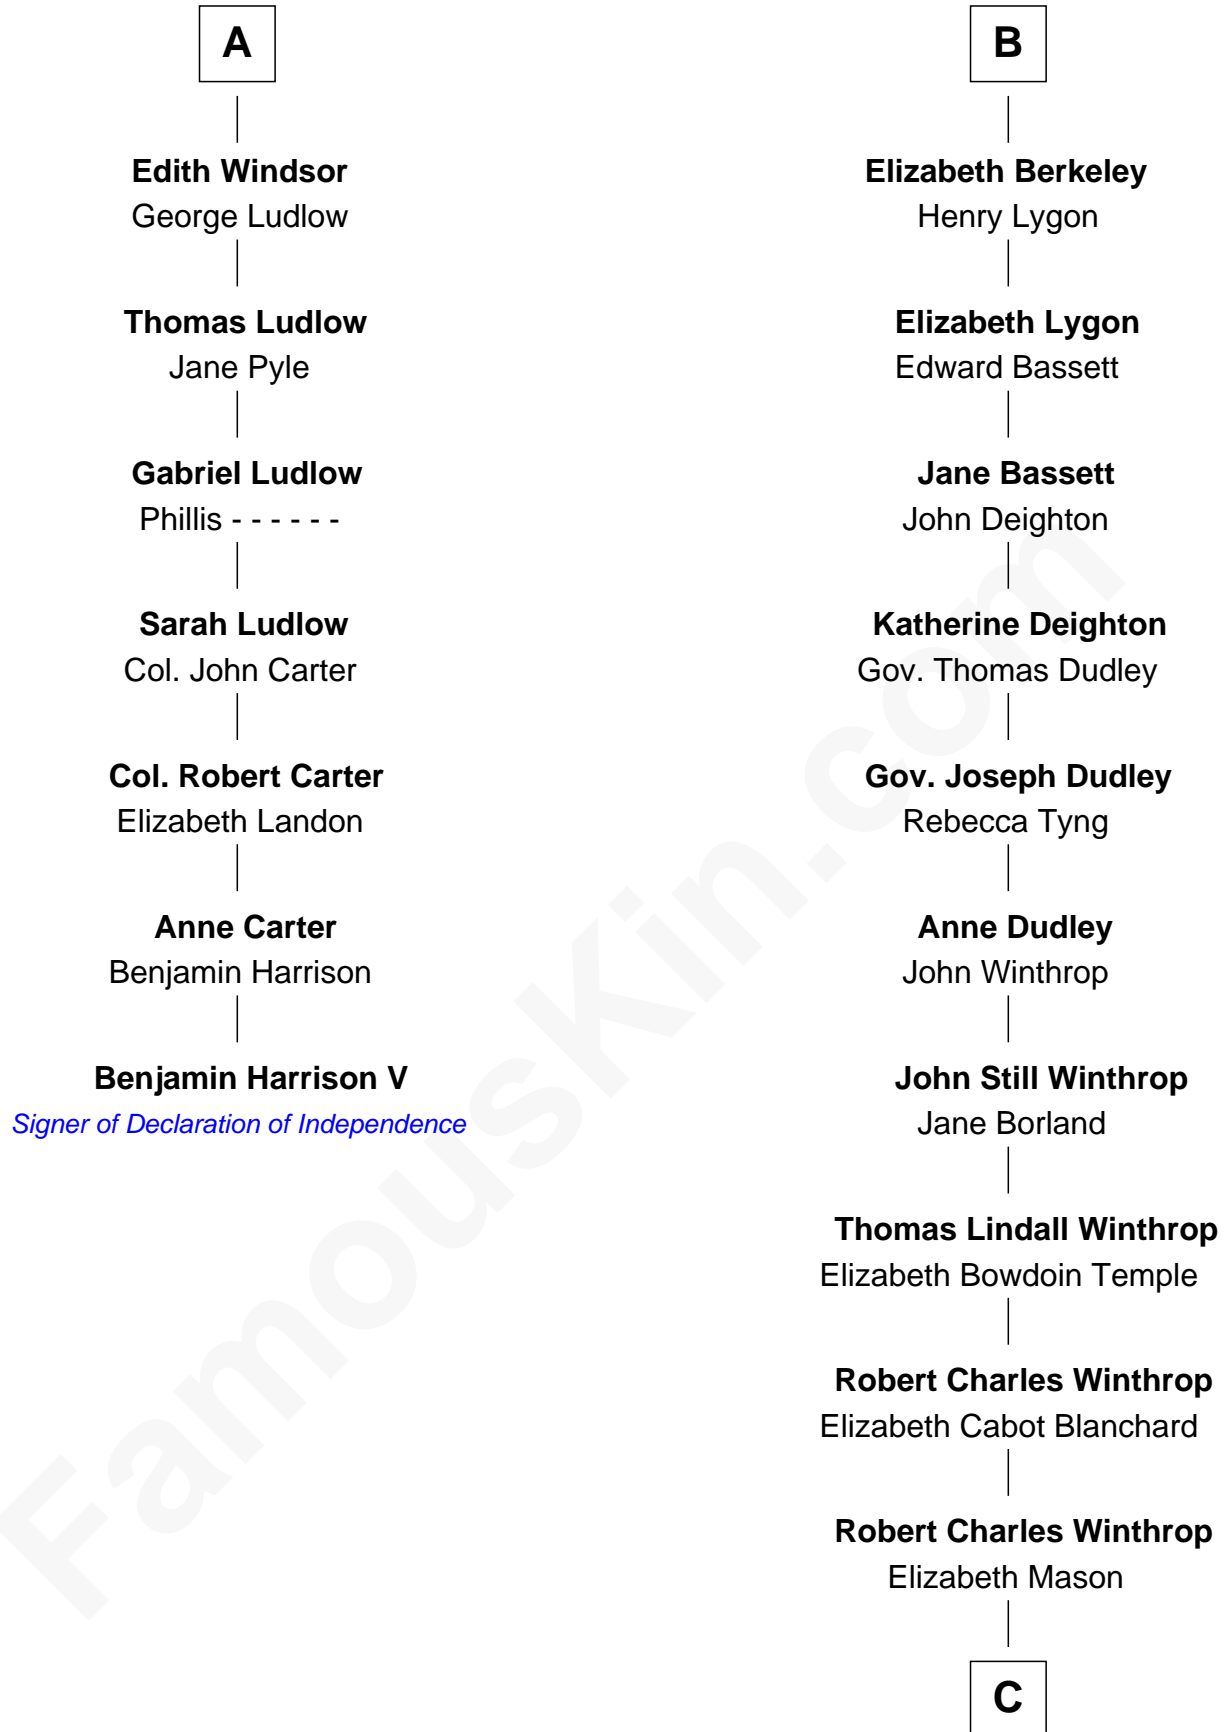 A
Edith Windsor
George Ludlow
Thomas Ludlow
Jane Pyle
Gabriel Ludlow
Phillis - - - - - -
Sarah Ludlow
Col. John Carter
Col. Robert Carter
Elizabeth Landon
Anne Carter
Benjamin Harrison
Benjamin Harrison V
Signer of Declaration of Independence
B
Elizabeth Berkeley
Henry Lygon
Elizabeth Lygon
Edward Bassett
Jane Bassett
John Deighton
Katherine Deighton
Gov. Thomas Dudley
Gov. Joseph Dudley
Rebecca Tyng
Anne Dudley
John Winthrop
John Still Winthrop
Jane Borland
Thomas Lindall Winthrop
Elizabeth Bowdoin Temple
Robert Charles Winthrop
Elizabeth Cabot Blanchard
Robert Charles Winthrop
Elizabeth Mason
C
FamousKin.com